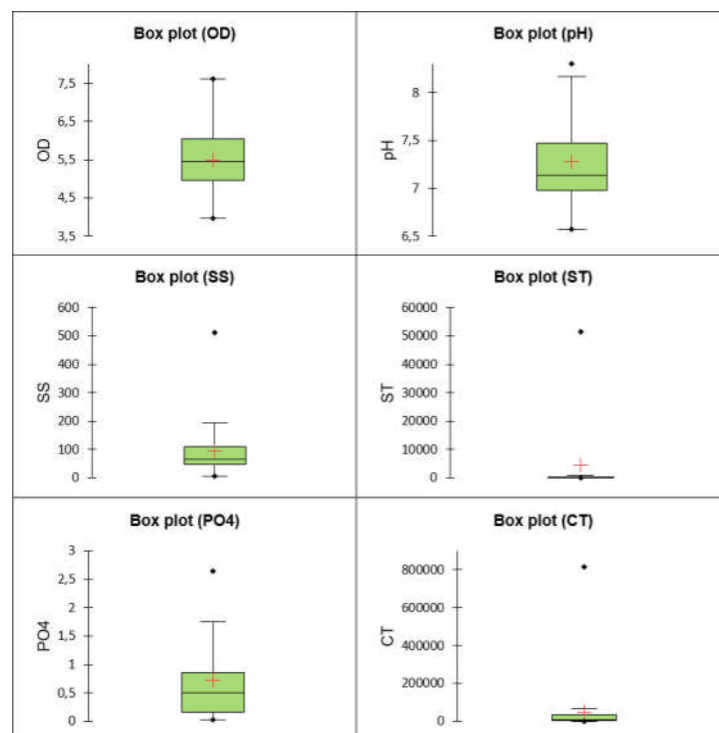 Box plot (OD)
7,5
6,5
5,5
4,5
3,5
OD
Box plot (pH)
8
7,5
7
6,5
pH
Box plot (SS)
600
500
400
300
200
100
0
SS
Box plot (ST)
60000
50000
40000
30000
20000
10000
0
ST
Box plot (PO4)
3
2,5
2
1,5
1
0,5
0
PO4
Box plot (CT)
800000
600000
400000
200000
0
CT